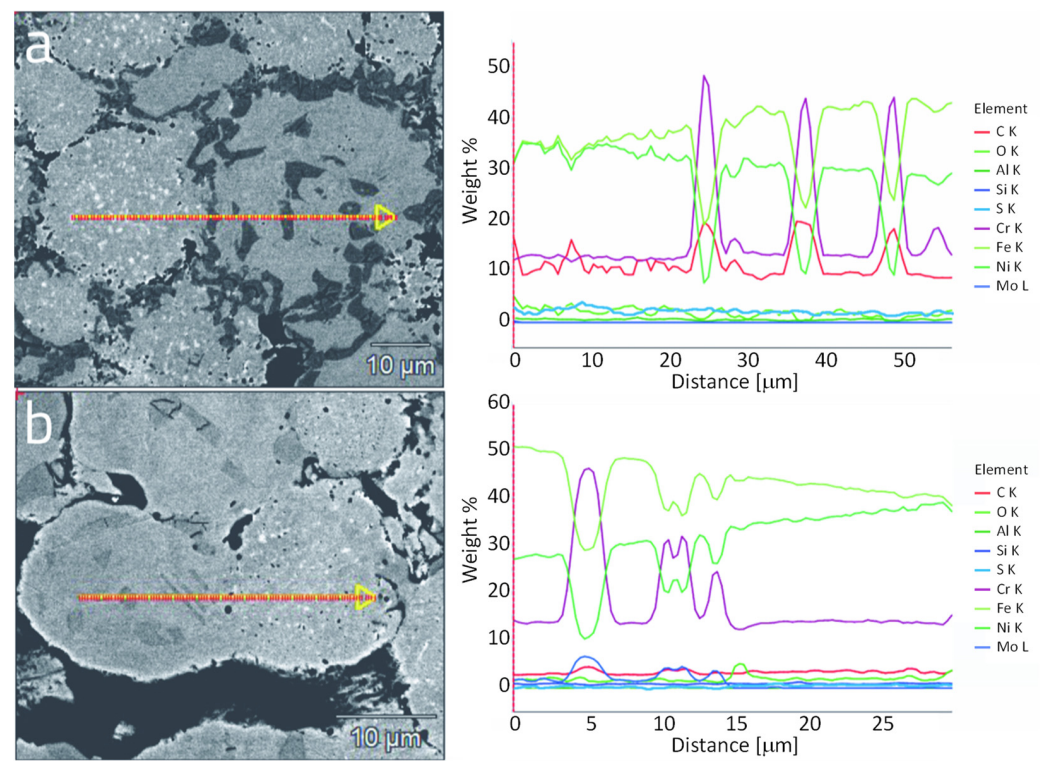 a
10 µm
Weight %
50
40
30
20
10
0
0 10 20 30 40 50
Distance [µm]
Element
C K
O K
Al K
Si K
S K
Cr K
Fe K
Ni K
Mo L
b
10 µm
Weight %
60
50
40
30
20
10
0
0 5 10 15 20 25
Distance [µm]
Element
C K
O K
Al K
Si K
S K
Cr K
Fe K
Ni K
Mo L